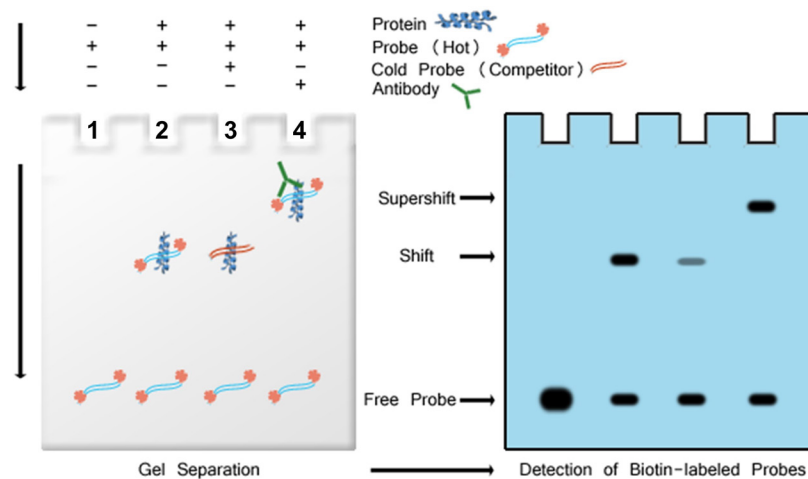 − + + + Protein
+ + + + Probe (Hot)
− − + − Cold Probe (Competitor)
− − − + Antibody
1 2 3 4
Supershift
Shift
Free Probe
Gel Separation
Detection of Biotin-labeled Probes